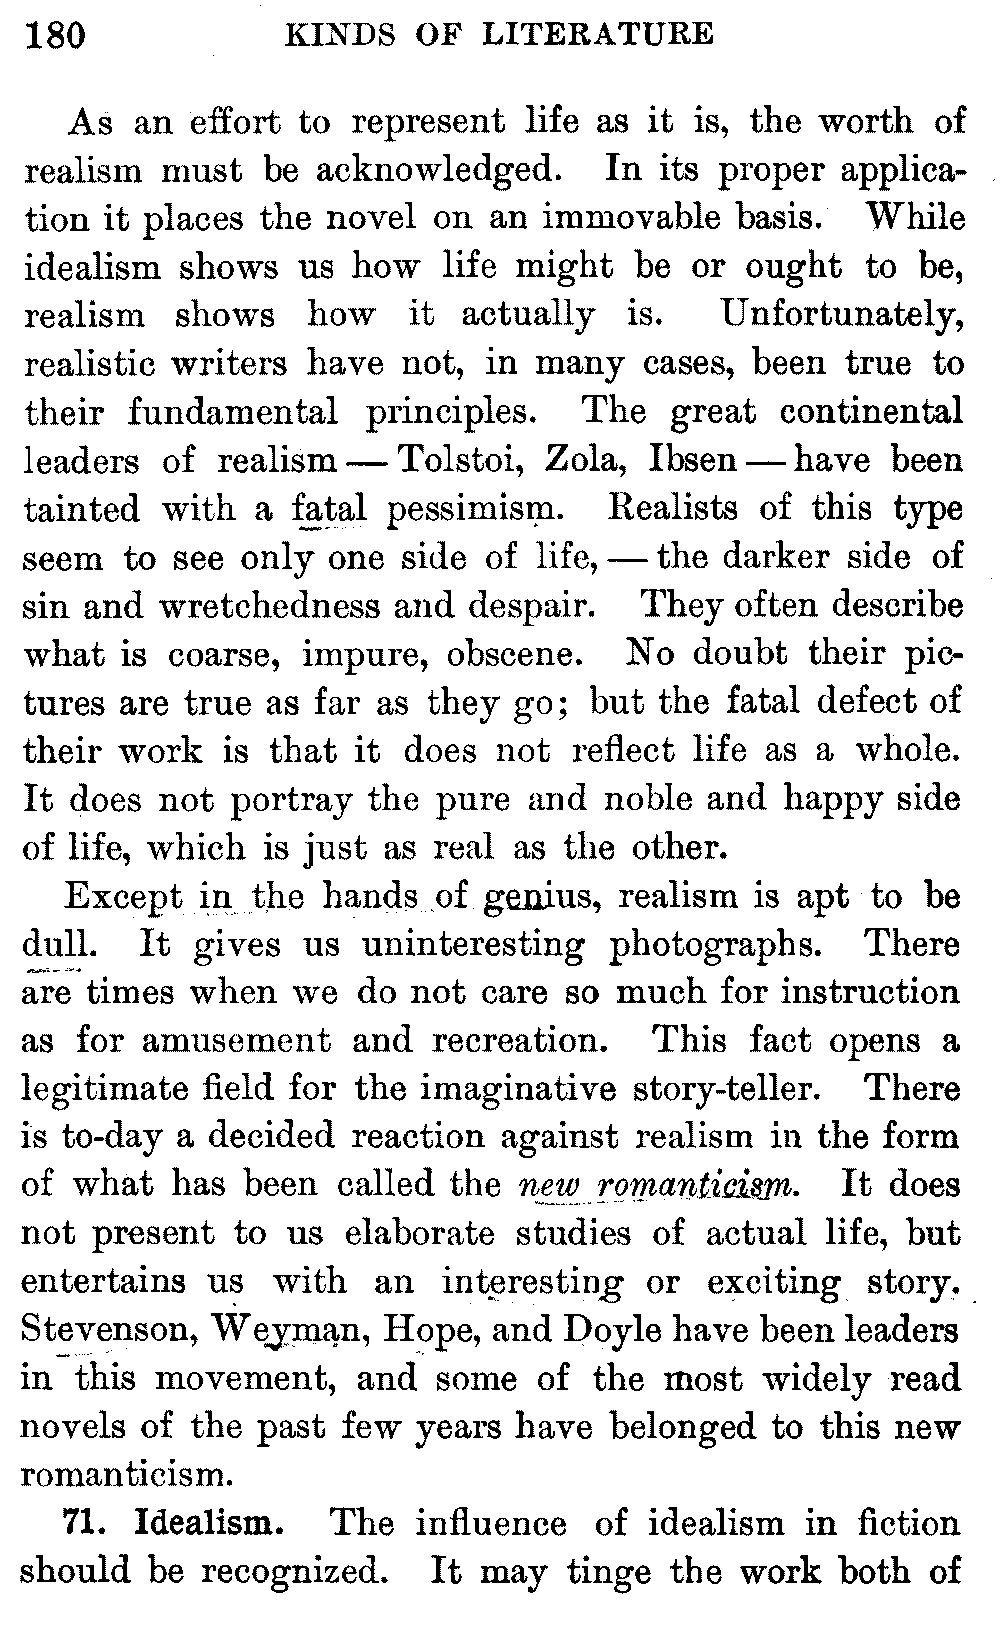 180 KINDS OF LITERATURE
As an effort to represent life as it is, the worth of
realism must be acknowledged. In its proper applica-
tion it places the novel on an immovable basis. While
idealism shows us how life might be or ought to be,
realism shows how it actually is. Unfortunately,
realistic writers have not, in many cases, been true to
their fundamental principles. The great continental
leaders of realism — Tolstoi, Zola, Ibsen — have been
tainted with a fatal pessimism. Realists of this type
seem to see only one side of life, — the darker side of
sin and wretchedness and despair. They often describe
what is coarse, impure, obscene. No doubt their pic-
tures are true as far as they go; but the fatal defect of
their work is that it does not reflect life as a whole.
It does not portray the pure and noble and happy side
of life, which is just as real as the other.
Except in the hands of genius, realism is apt to be
dull. It gives us uninteresting photographs. There
are times when we do not care so much for instruction
as for amusement and recreation. This fact opens a
legitimate field for the imaginative story-teller. There
is to-day a decided reaction against realism in the form
of what has been called the new romanticism. It does
not present to us elaborate studies of actual life, but
entertains us with an interesting or exciting story.
Stevenson, Weyman, Hope, and Doyle have been leaders
in this movement, and some of the most widely read
novels of the past few years have belonged to this new
romanticism.
71. Idealism. The influence of idealism in fiction
should be recognized. It may tinge the work both of